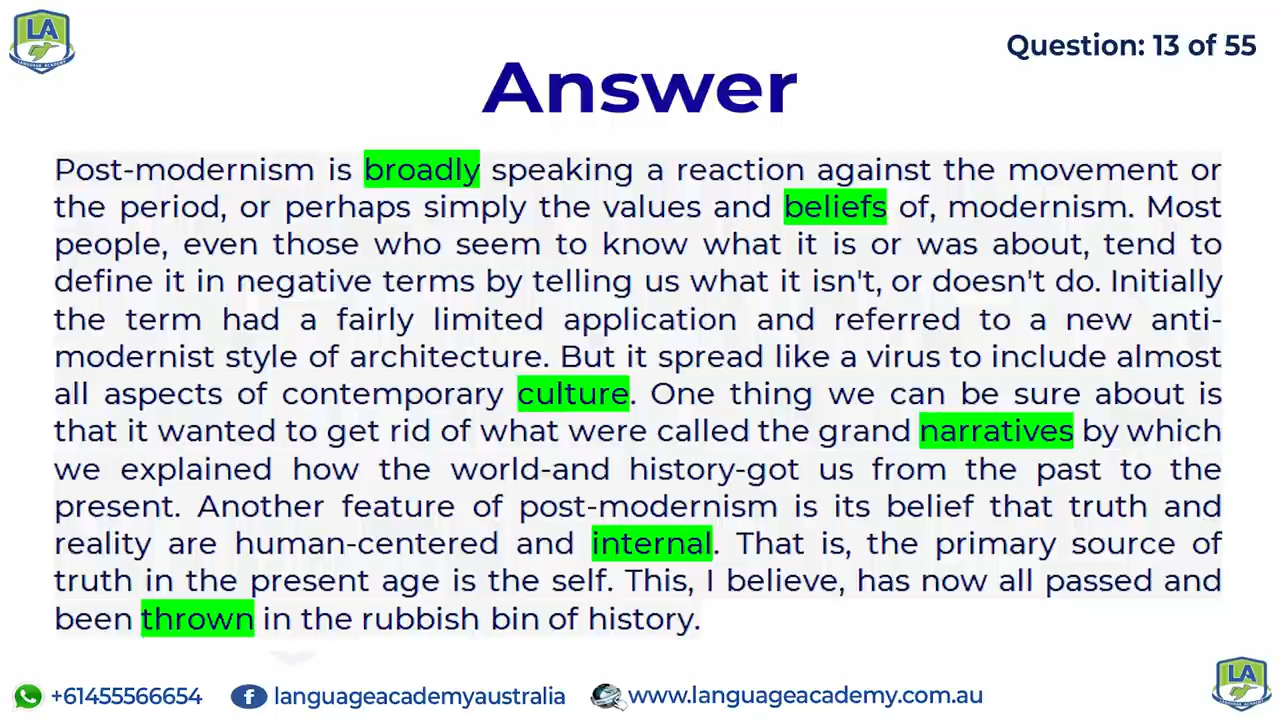 LA
LANGUAGE ACADEMY
Question: 13 of 55
Answer
Post-modernism is broadly speaking a reaction against the movement or
the period, or perhaps simply the values and beliefs of, modernism. Most
people, even those who seem to know what it is or was about, tend to
define it in negative terms by telling us what it isn't, or doesn't do. Initially
the term had a fairly limited application and referred to a new anti-
modernist style of architecture. But it spread like a virus to include almost
all aspects of contemporary culture. One thing we can be sure about is
that it wanted to get rid of what were called the grand narratives by which
we explained how the world-and history-got us from the past to the
present. Another feature of post-modernism is its belief that truth and
reality are human-centered and internal. That is, the primary source of
truth in the present age is the self. This, I believe, has now all passed and
been thrown in the rubbish bin of history.
+61455566654
languageacademyaustralia
www.languageacademy.com.au
LA
LANGUAGE ACADEMY